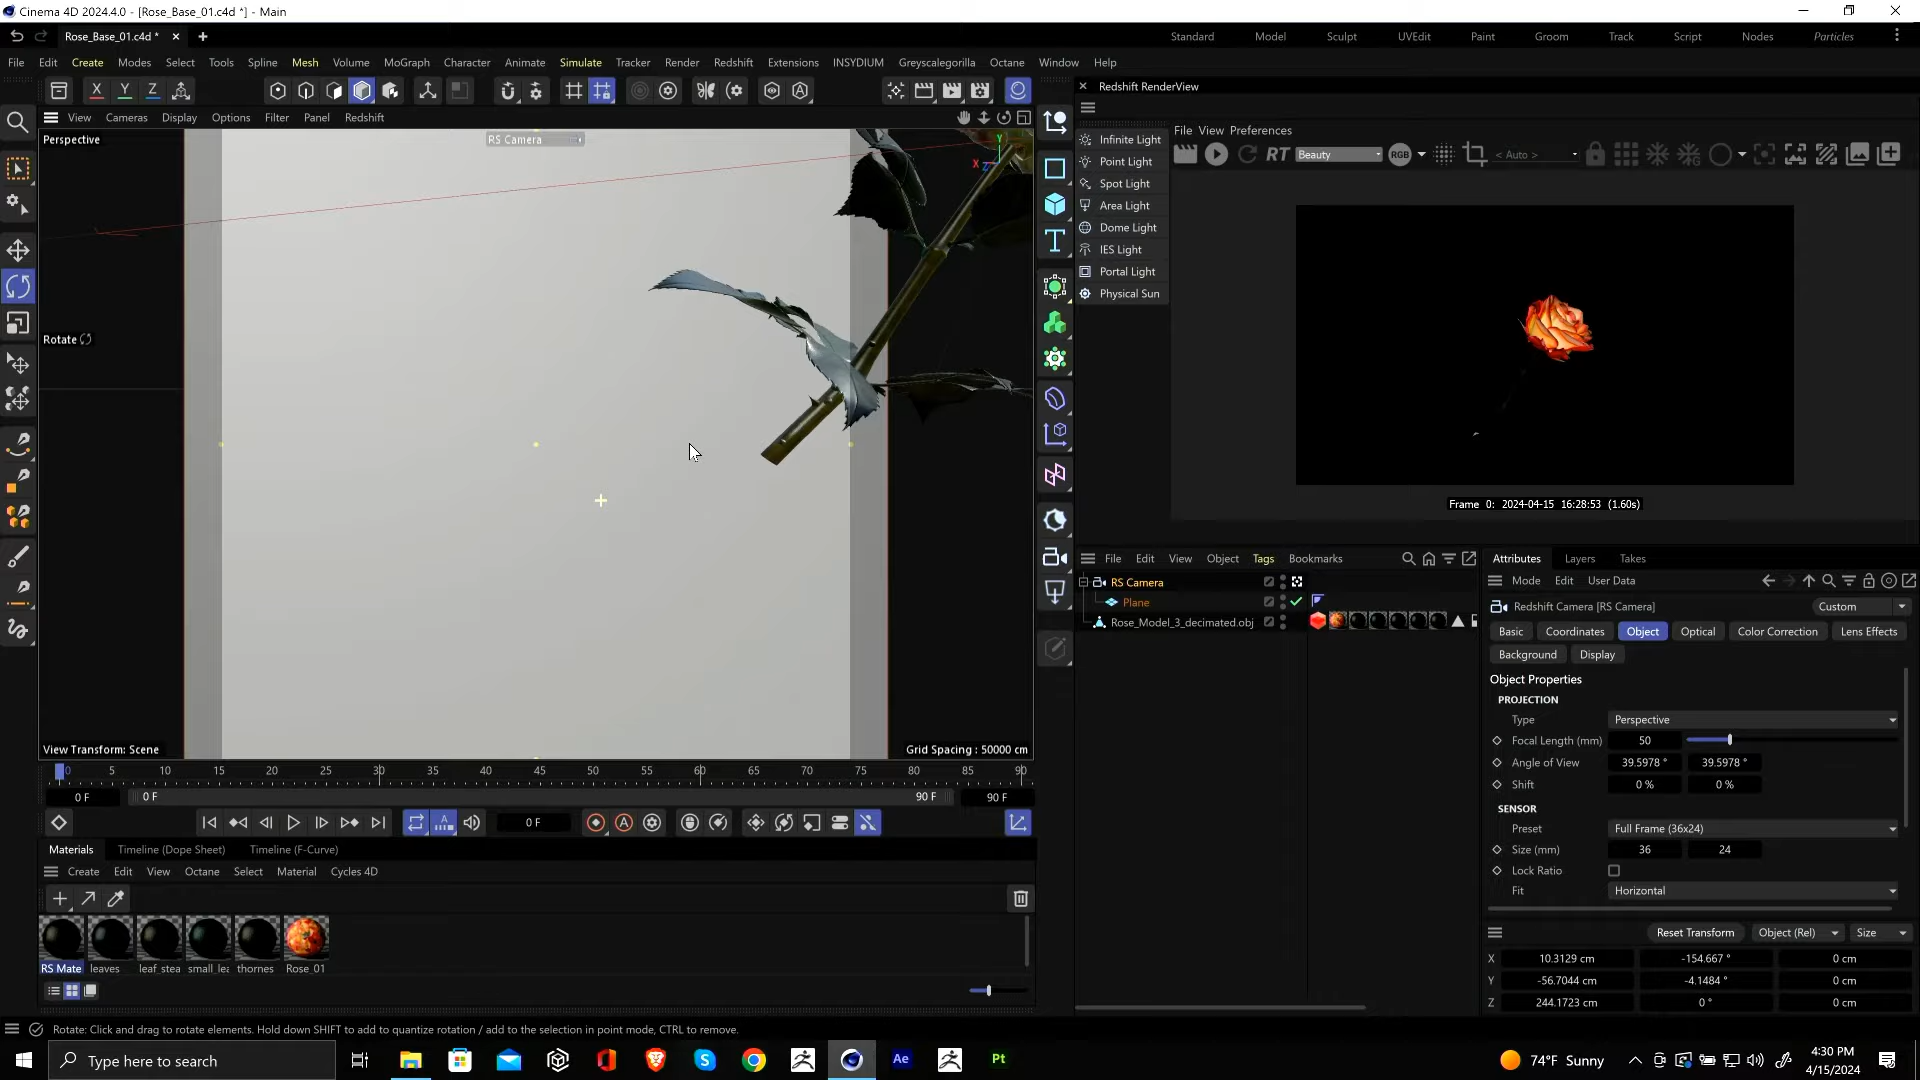 Cinema 4D 2024.4.0 - [Rose_Base_01.c4d *] - Main
Rose_Base_01.c4d *
Standard Model Sculpt UVEdit Paint Groom Track Script Nodes Particles
File Edit Create Modes Select Tools Spline Mesh Volume MoGraph Character Animate Simulate Tracker Render Redshift Extensions INSYDIUM Greyscalegorilla Octane Window Help
X Y Z
Redshift RenderView
View Cameras Display Options Filter Panel Redshift
File View Preferences
Perspective
RS Camera
Y
X
Z
Infinite Light
Point Light
Spot Light
Area Light
Dome Light
IES Light
Portal Light
Physical Sun
RT Beauty RGB < Auto >
Rotate
View Transform: Scene
Grid Spacing : 50000 cm
Frame 0: 2024-04-15 16:28:53 (1.60s)
0 5 10 15 20 25 30 35 40 45 50 55 60 65 70 75 80 85 90
0 F 0 F 90 F 90 F
0 F
Materials Timeline (Dope Sheet) Timeline (F-Curve)
Create Edit View Octane Select Material Cycles 4D
RS Mate leaves leaf_stea small_lea thornes Rose_01
File Edit View Object Tags Bookmarks
RS Camera
Plane
Rose_Model_3_decimated.obj
Attributes Layers Takes
Mode Edit User Data
Redshift Camera [RS Camera] Custom
Basic Coordinates Object Optical Color Correction Lens Effects
Background Display
Object Properties
PROJECTION
Type Perspective
Focal Length (mm) 50
Angle of View 39.5978 ° 39.5978 °
Shift 0 % 0 %
SENSOR
Preset Full Frame (36x24)
Size (mm) 36 24
Lock Ratio
Fit Horizontal
Reset Transform Object (Rel) Size
X 10.3129 cm -154.667 ° 0 cm
Y -56.7044 cm -4.1484 ° 0 cm
Z 244.1723 cm 0 ° 0 cm
Rotate: Click and drag to rotate elements. Hold down SHIFT to add to quantize rotation / add to the selection in point mode, CTRL to remove.
Type here to search
Ae
Pt
74°F Sunny
4:30 PM
4/15/2024